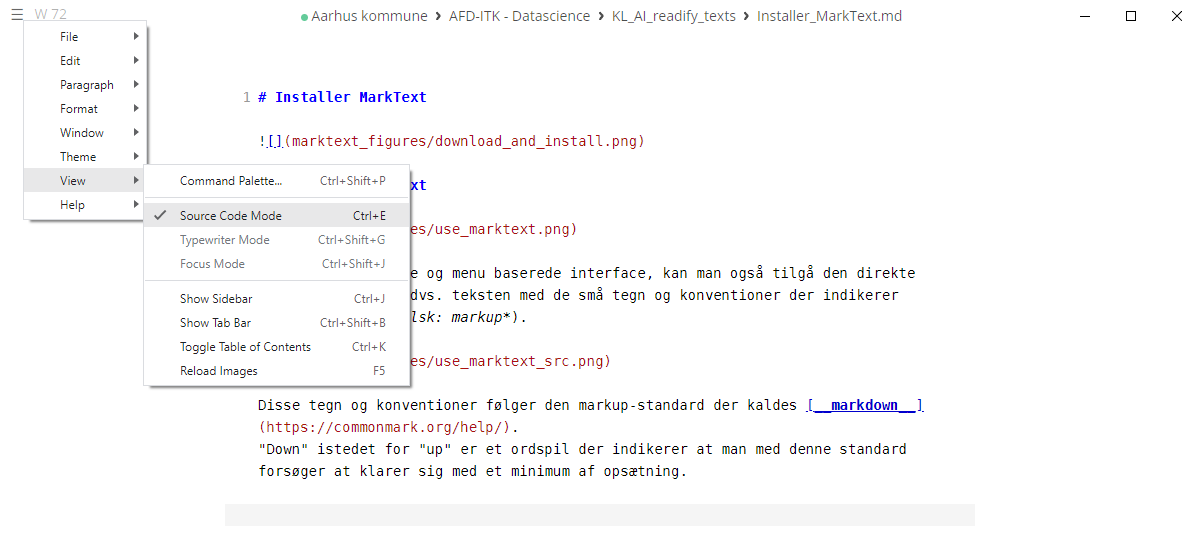 W 72
Aarhus kommune › AFD-ITK - Datascience › KL_AI_readify_texts › Installer_MarkText.md
File
Edit
Paragraph
Format
Window
Theme
View
Help
Command Palette... Ctrl+Shift+P
Source Code Mode Ctrl+E
Typewriter Mode Ctrl+Shift+G
Focus Mode Ctrl+Shift+J
Show Sidebar Ctrl+J
Show Tab Bar Ctrl+Shift+B
Toggle Table of Contents Ctrl+K
Reload Images F5
1 # Installer MarkText
![](marktext_figures/download_and_install.png)
xt
es/use_marktext.png)
e og menu baserede interface, kan man også tilgå den direkte
dvs. teksten med de små tegn og konventioner der indikerer
lsk: markup*).
es/use_marktext_src.png)
Disse tegn og konventioner følger den markup-standard der kaldes [__markdown__]
(https://commonmark.org/help/).
"Down" istedet for "up" er et ordspil der indikerer at man med denne standard
forsøger at klarer sig med et minimum af opsætning.